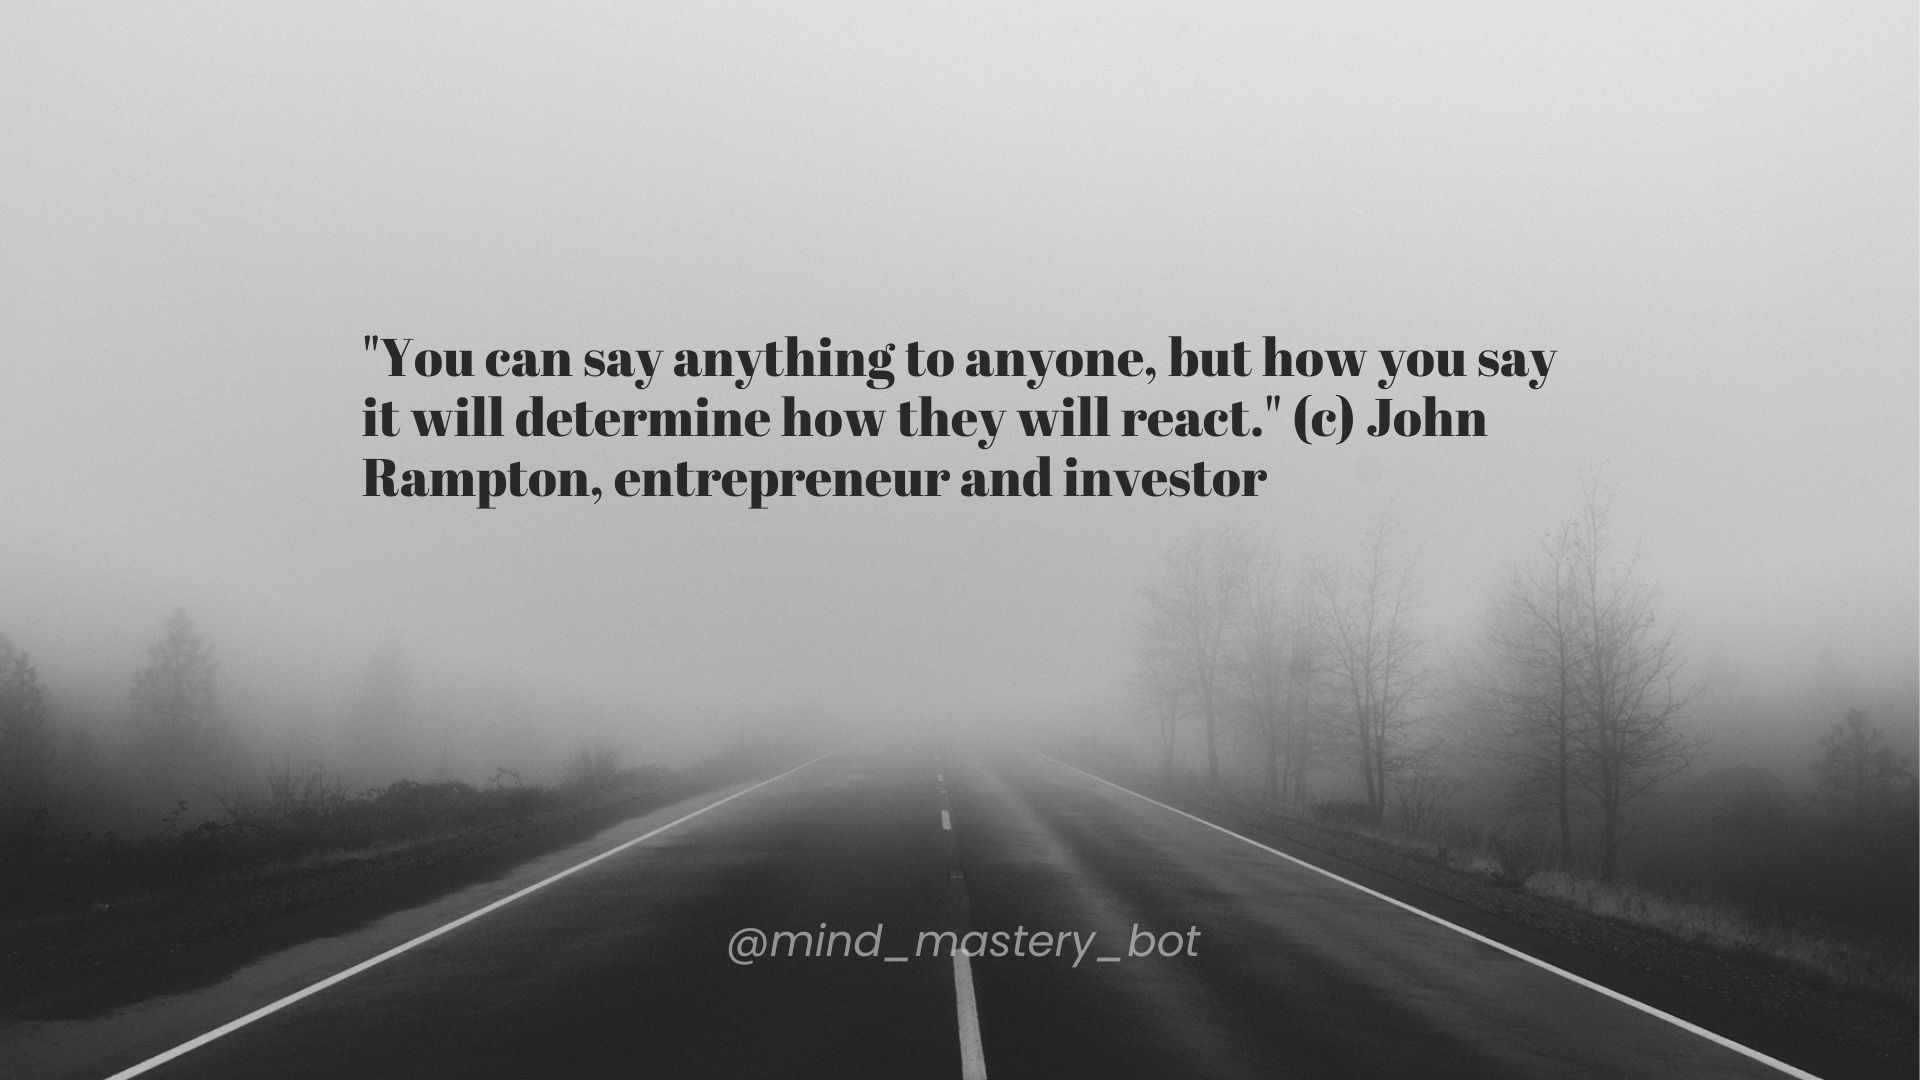 "You can say anything to anyone, but how you say
it will determine how they will react." (c) John
Rampton, entrepreneur and investor
@mind_mastery_bot